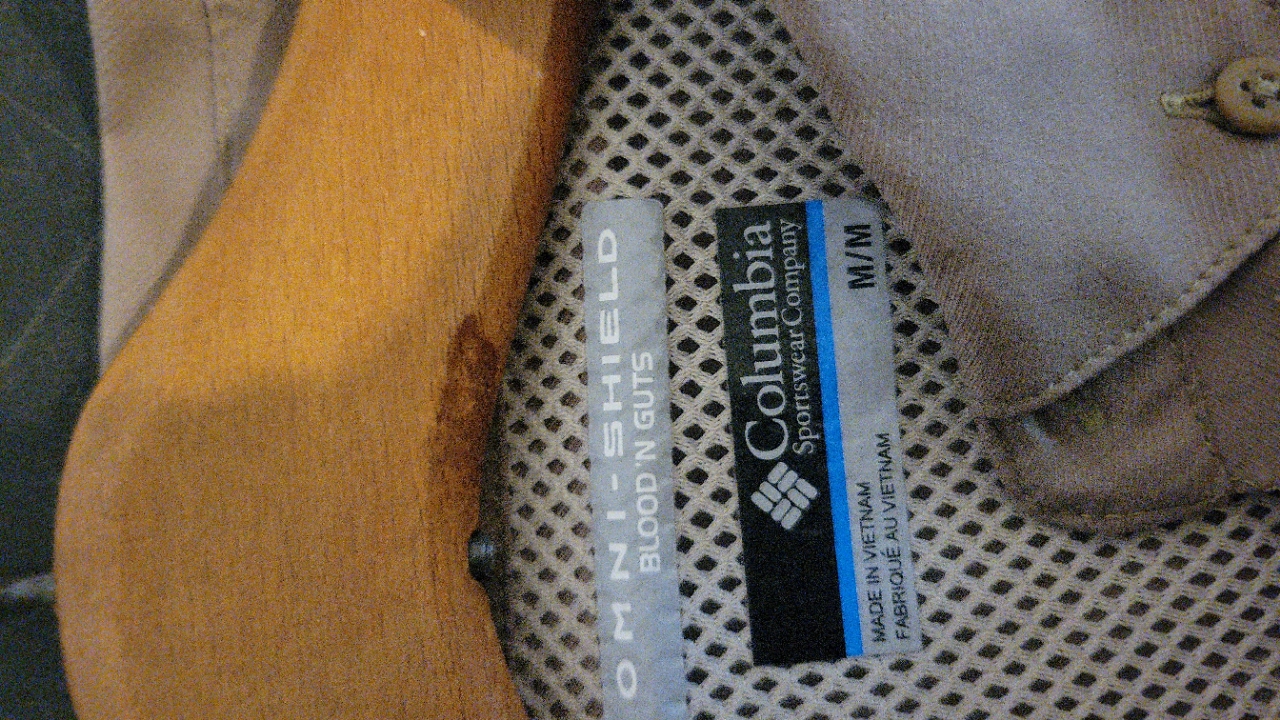 OMNI-SHIELD
BLOOD'N GUTS
Columbia
Sportswear Company
M/M
MADE IN VIETNAM
FABRIQUÉ AU VIETNAM